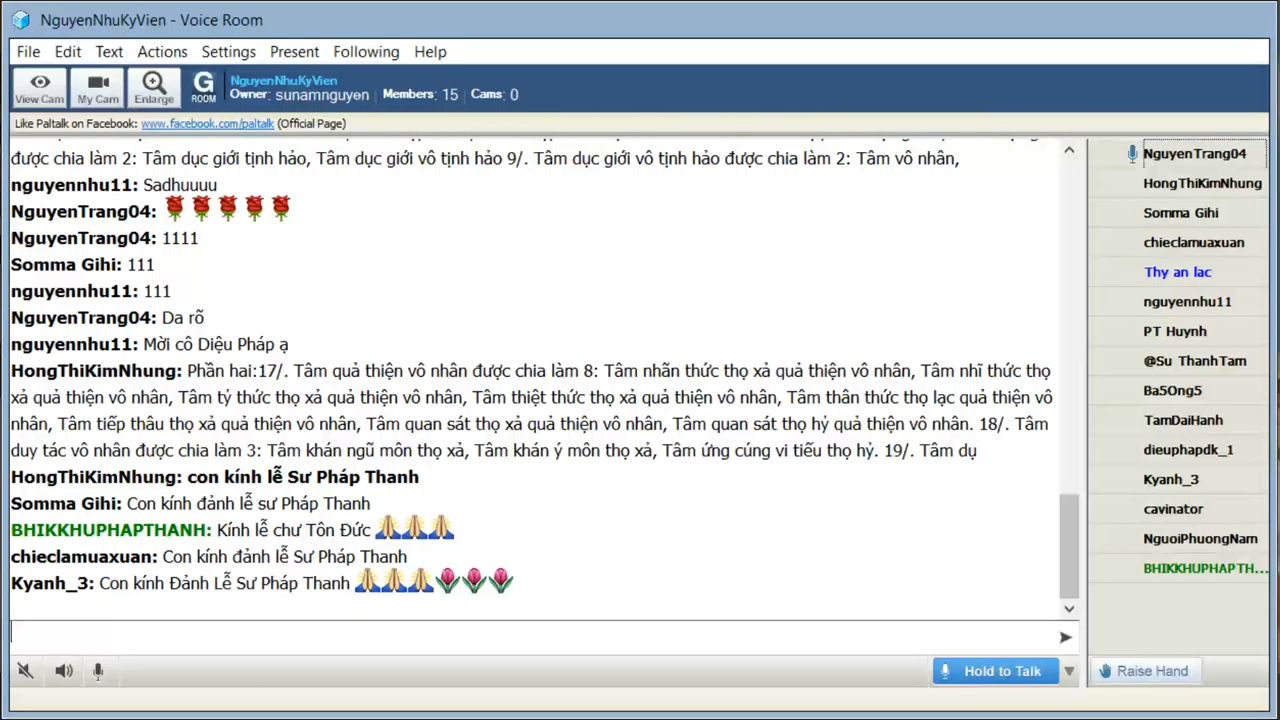 NguyenNhuKyVien - Voice Room
File Edit Text Actions Settings Present Following Help
View Cam My Cam Enlarge G ROOM
NguyenNhuKyVien
Owner: sunamnguyen Members: 15 Cams: 0
Like Paltalk on Facebook: www.facebook.com/paltalk (Official Page)
được chia làm 2: Tâm dục giới tịnh hảo, Tâm dục giới vô tịnh hảo 9/. Tâm dục giới vô tịnh hảo được chia làm 2: Tâm vô nhân,
nguyennhu11: Sadhuuuu
NguyenTrang04:
NguyenTrang04: 1111
Somma Gihi: 111
nguyennhu11: 111
NguyenTrang04: Da rõ
nguyennhu11: Mời cô Diệu Pháp ạ
HongThiKimNhung: Phần hai:17/. Tâm quả thiện vô nhân được chia làm 8: Tâm nhãn thức thọ xả quả thiện vô nhân, Tâm nhĩ thức thọ
xả quả thiện vô nhân, Tâm tỷ thức thọ xả quả thiện vô nhân, Tâm thiệt thức thọ xả quả thiện vô nhân, Tâm thân thức thọ lạc quả thiện vô
nhân, Tâm tiếp thâu thọ xả quả thiện vô nhân, Tâm quan sát thọ xả quả thiện vô nhân, Tâm quan sát thọ hỷ quả thiện vô nhân. 18/. Tâm
duy tác vô nhân được chia làm 3: Tâm khán ngũ môn thọ xả, Tâm khán ý môn thọ xả, Tâm ứng cúng vi tiếu thọ hỷ. 19/. Tâm dụ
HongThiKimNhung: con kính lễ Sư Pháp Thanh
Somma Gihi: Con kính đảnh lễ sư Pháp Thanh
BHIKKHUPHAPTHANH: Kính lễ chư Tôn Đức
chieclamuaxuan: Con kính đảnh lễ Sư Pháp Thanh
Kyanh_3: Con kính Đảnh Lễ Sư Pháp Thanh
NguyenTrang04
HongThiKimNhung
Somma Gihi
chieclamuaxuan
Thy an lac
nguyennhu11
PT Huynh
@Su ThanhTam
Ba5Ong5
TamDaiHanh
dieuphapdk_1
Kyanh_3
cavinator
NguoiPhuongNam
BHIKKHUPHAPTH...
Hold to Talk Raise Hand